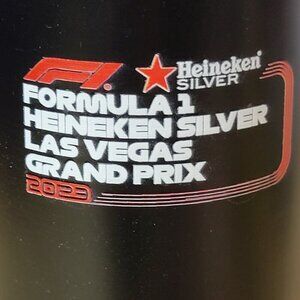 F1 Heineken
SILVER
FORMULA 1
HEINEKEN SILVER
LAS VEGAS
GRAND PRIX
2023